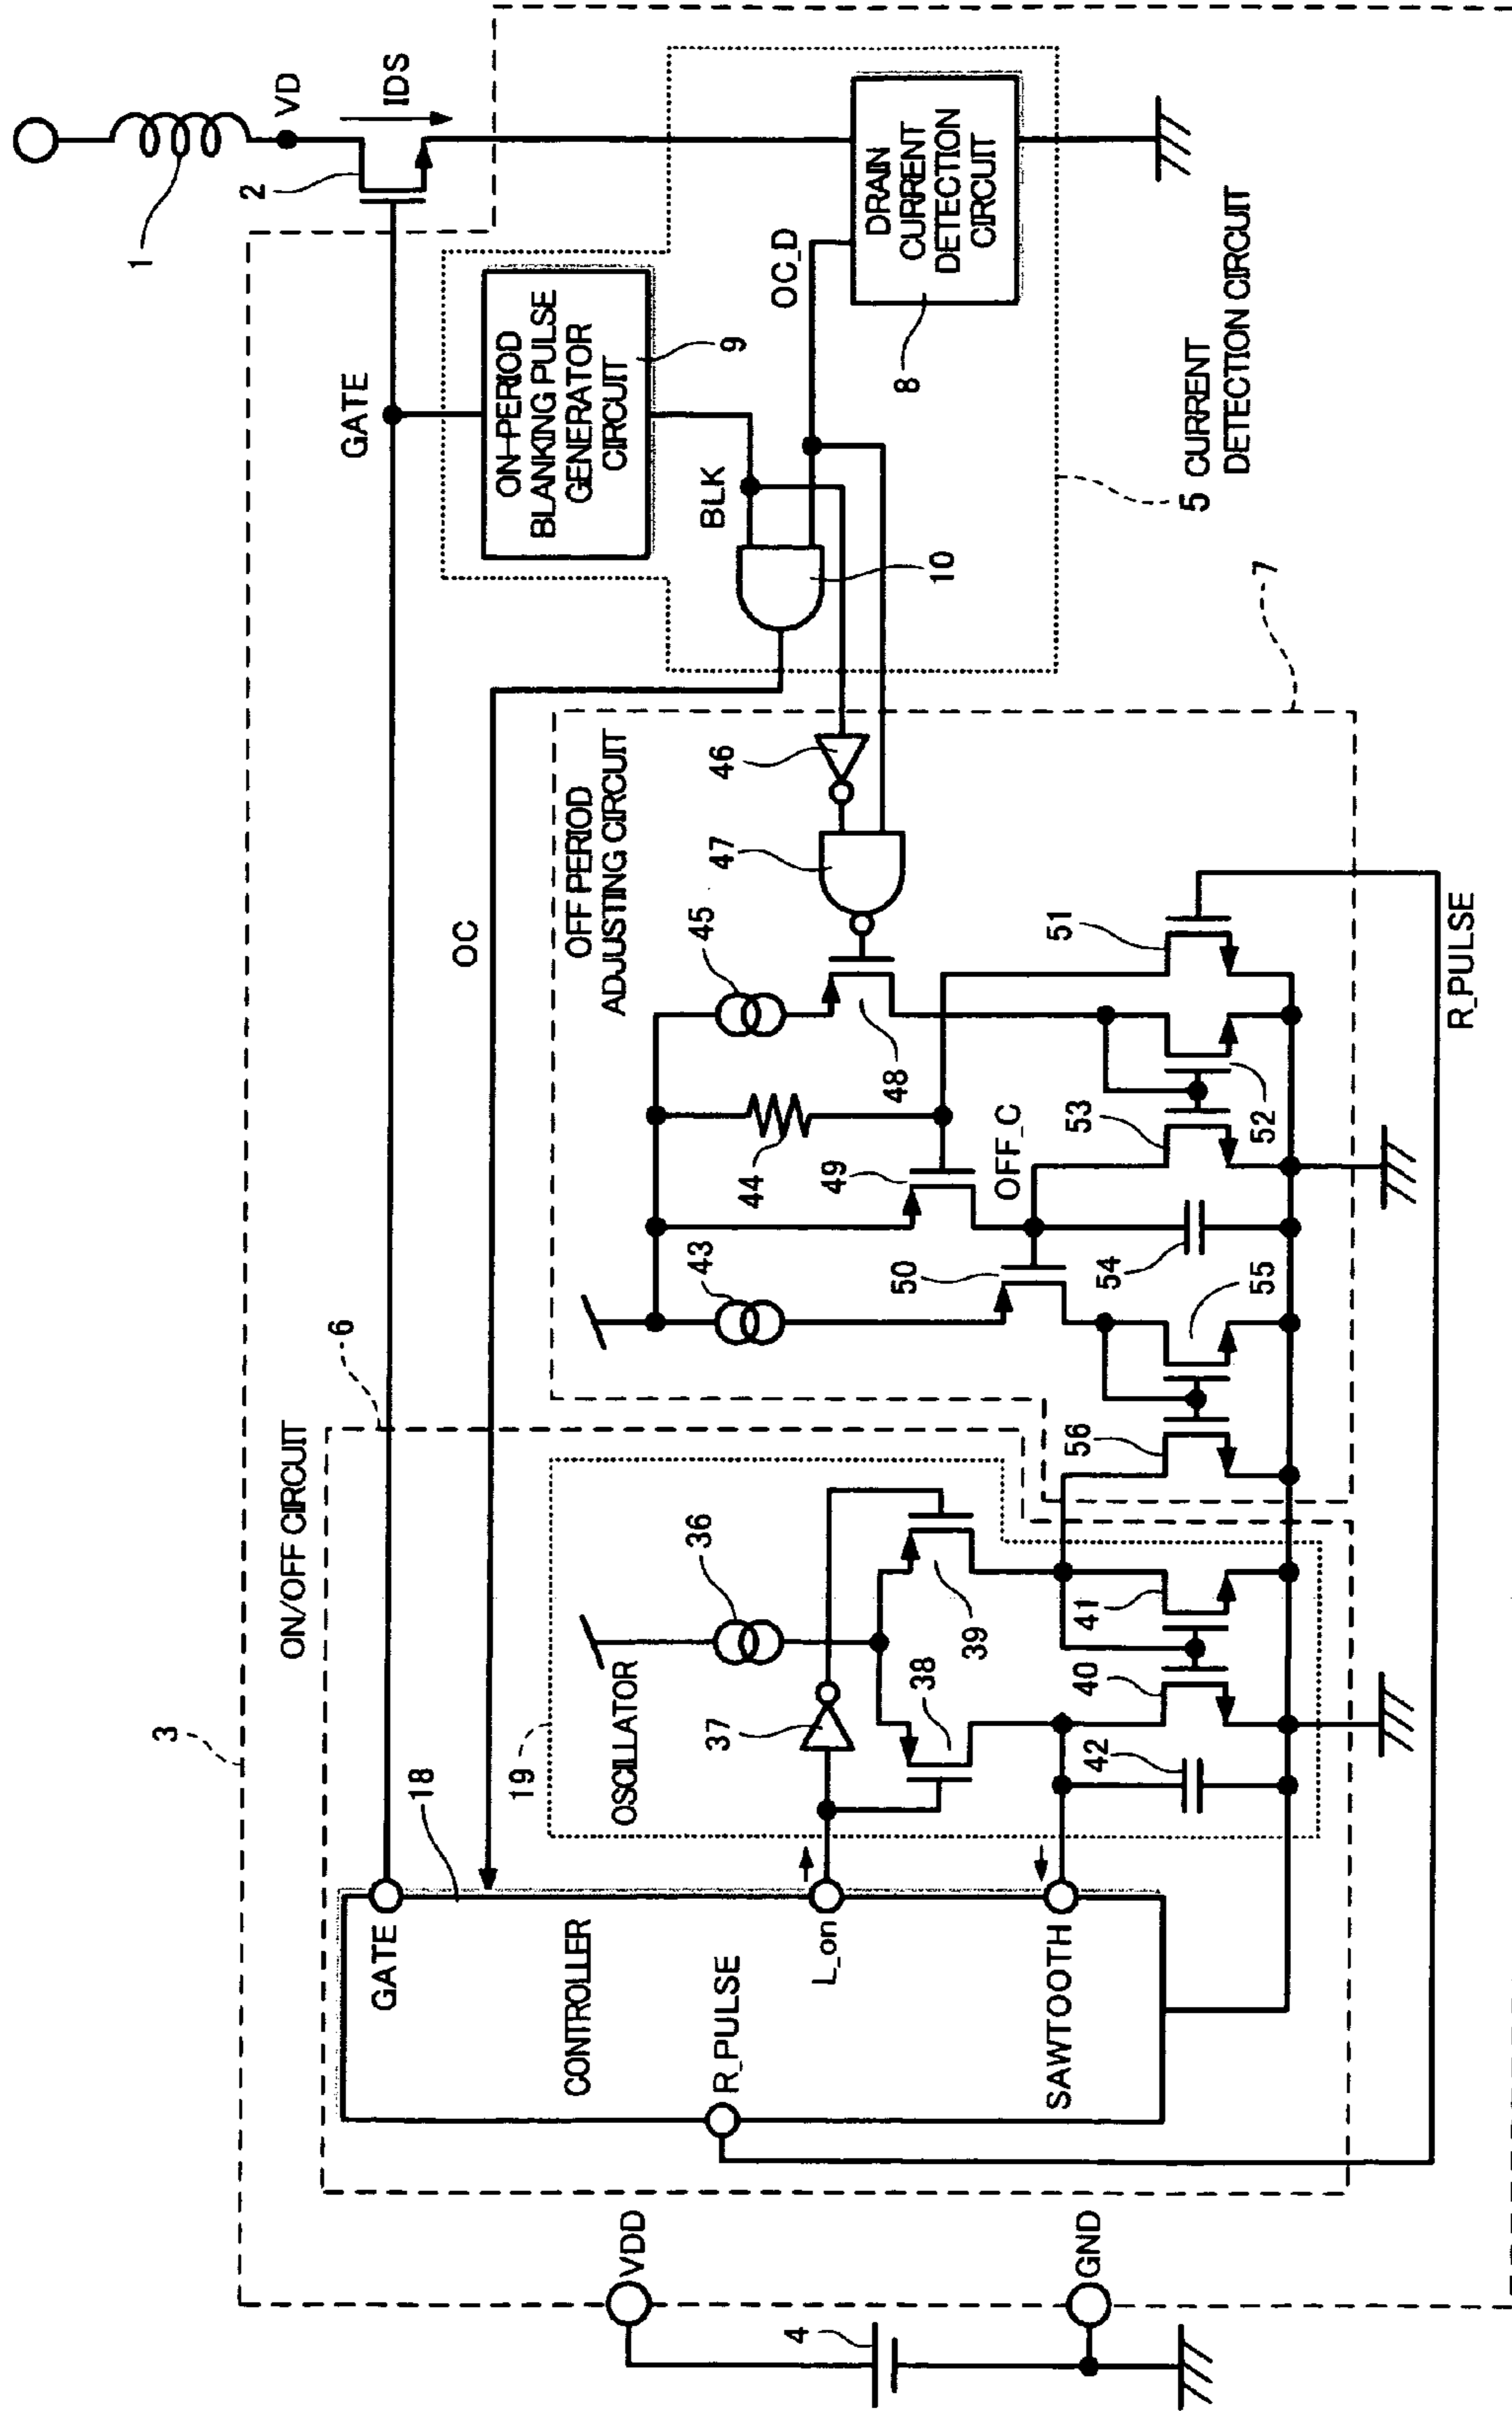 1
VD
IDS
2
GATE
ON-PERIOD
BLANKING PULSE
GENERATOR
CIRCUIT
9
OC_D
DRAIN
CURRENT
DETECTION
CIRCUIT
8
BLK
10
5 CURRENT
DETECTION CIRCUIT
OC
7
OFF PERIOD
ADJUSTING CIRCUIT
46
47
45
48
44
49
43
50
OFF_C
51
52
53
54
55
56
R_PULSE
6
ON/OFF CIRCUIT
3
19
OSCILLATOR
36
37
38
39
40
41
42
18
GATE
CONTROLLER
R_PULSE
L_on
SAWTOOTH
VDD
4
GND